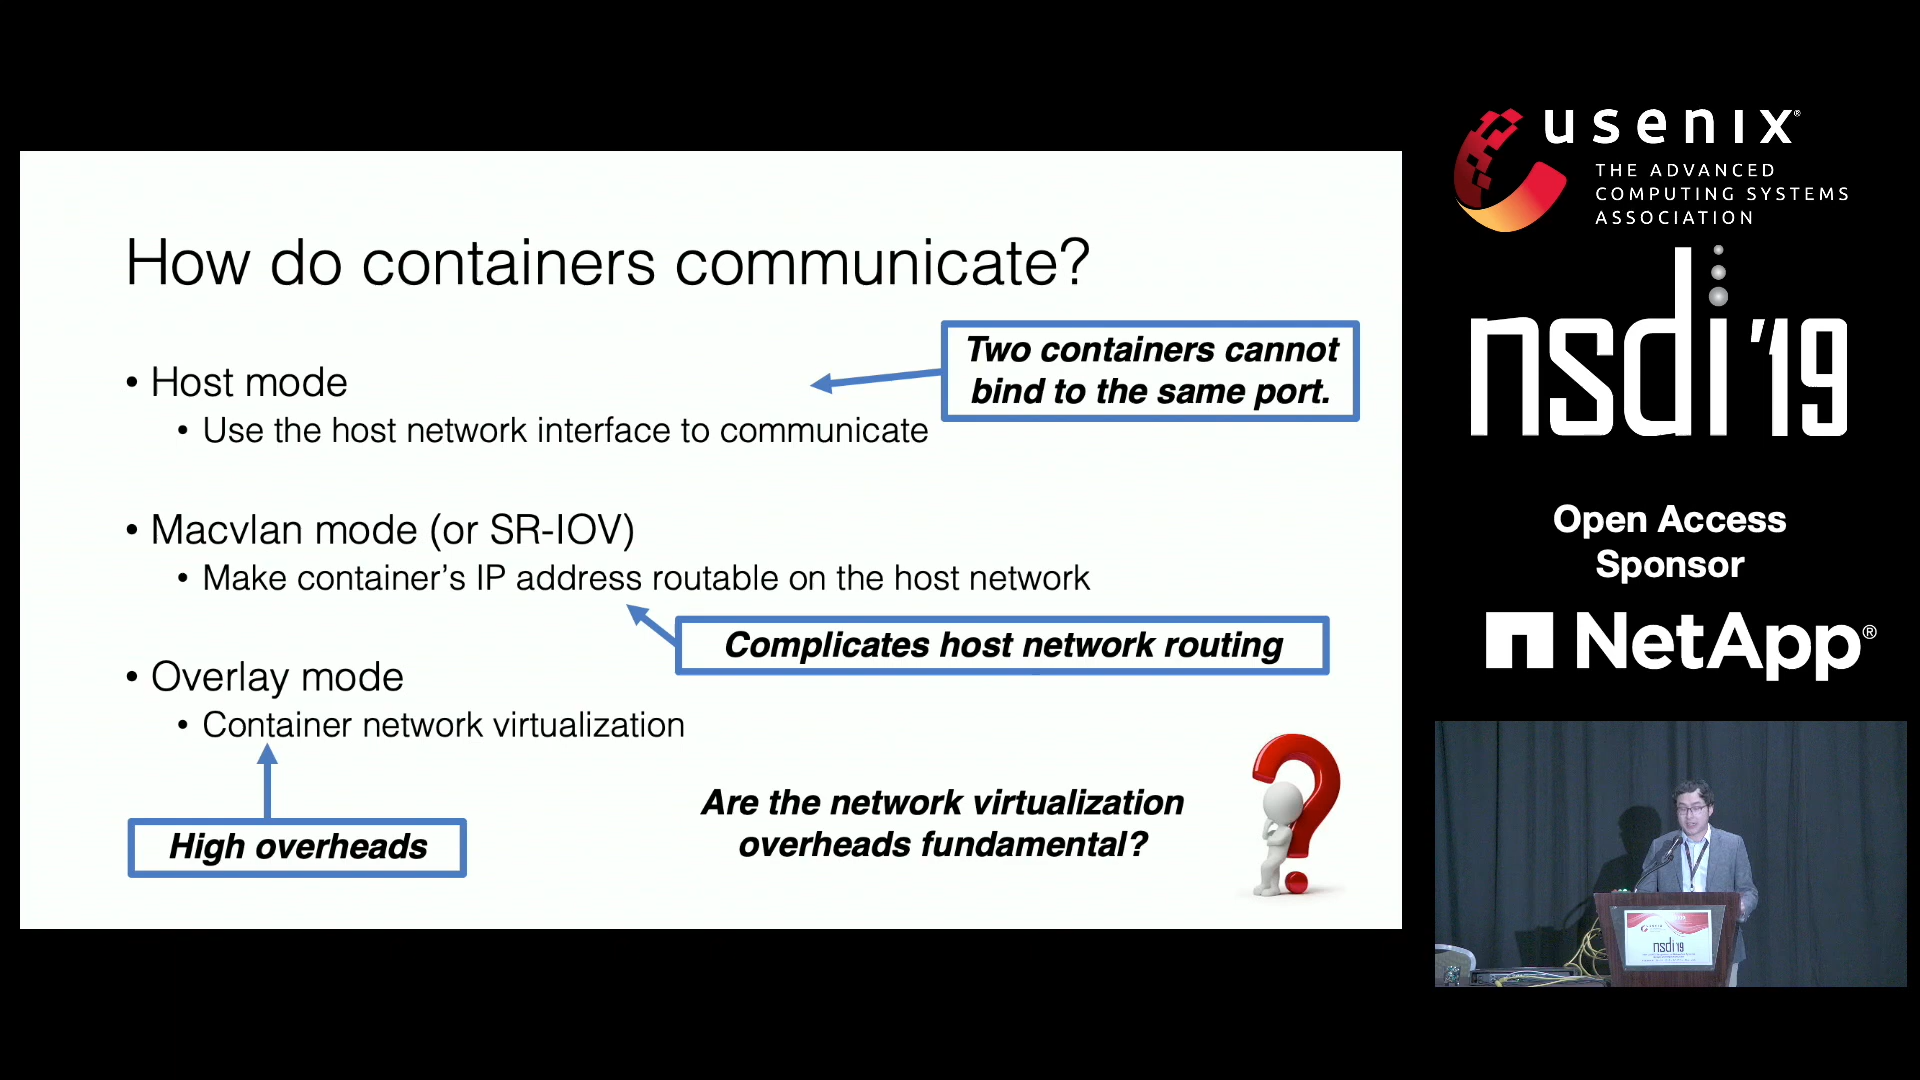 How do containers communicate?
Two containers cannot
bind to the same port.
• Host mode
• Use the host network interface to communicate
• Macvlan mode (or SR-IOV)
• Make container's IP address routable on the host network
Complicates host network routing
• Overlay mode
• Container network virtualization
High overheads
Are the network virtualization
overheads fundamental?
usenix®
THE ADVANCED
COMPUTING SYSTEMS
ASSOCIATION
nsdi '19
Open Access
Sponsor
NetApp®
usenix
nsdi '19